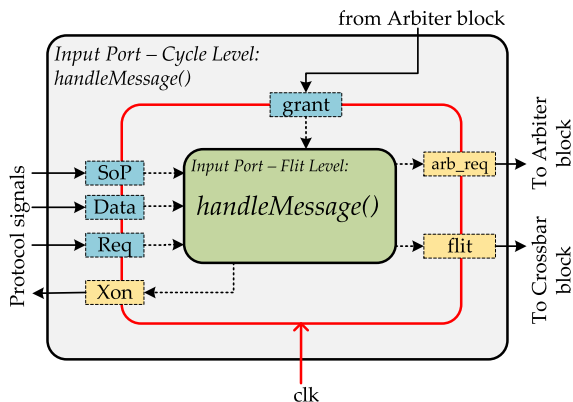 from Arbiter block
Input Port – Cycle Level:
handleMessage()
grant
Input Port – Flit Level:
handleMessage()
SoP
Data
Req
Xon
arb_req
flit
Protocol signals
To Arbiter
block
To Crossbar
block
clk